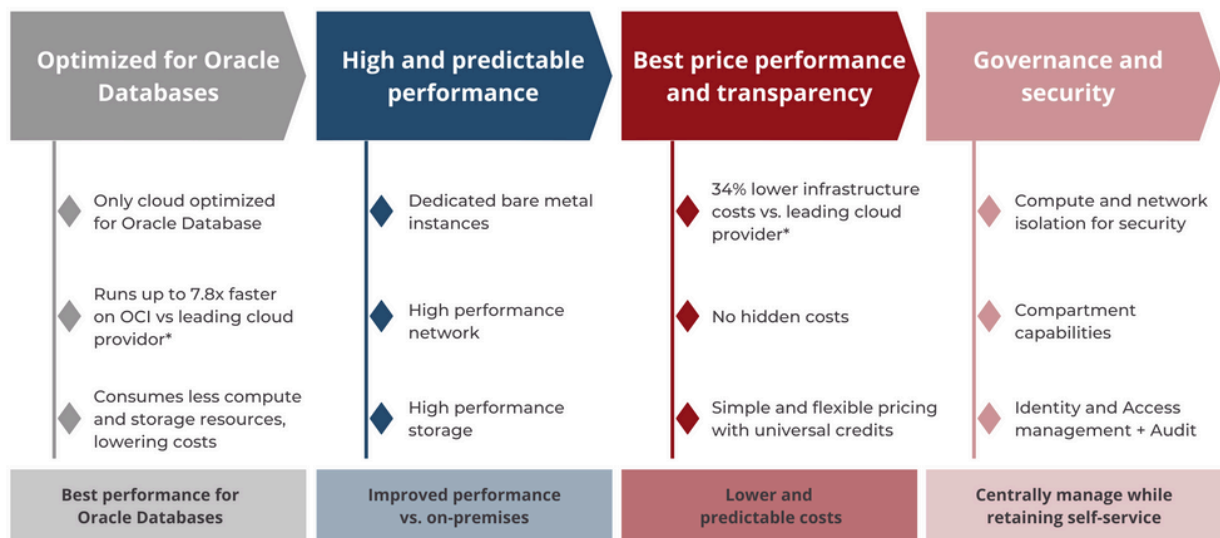 Optimized for Oracle
Databases
Only cloud optimized
for Oracle Database
Runs up to 7.8x faster
on OCI vs leading cloud
providor*
Consumes less compute
and storage resources,
lowering costs
Best performance for
Oracle Databases
High and predictable
performance
Dedicated bare metal
instances
High performance
network
High performance
storage
Improved performance
vs. on-premises
Best price performance
and transparency
34% lower infrastructure
costs vs. leading cloud
provider*
No hidden costs
Simple and flexible pricing
with universal credits
Lower and
predictable costs
Governance and
security
Compute and network
isolation for security
Compartment
capabilities
Identity and Access
management + Audit
Centrally manage while
retaining self-service